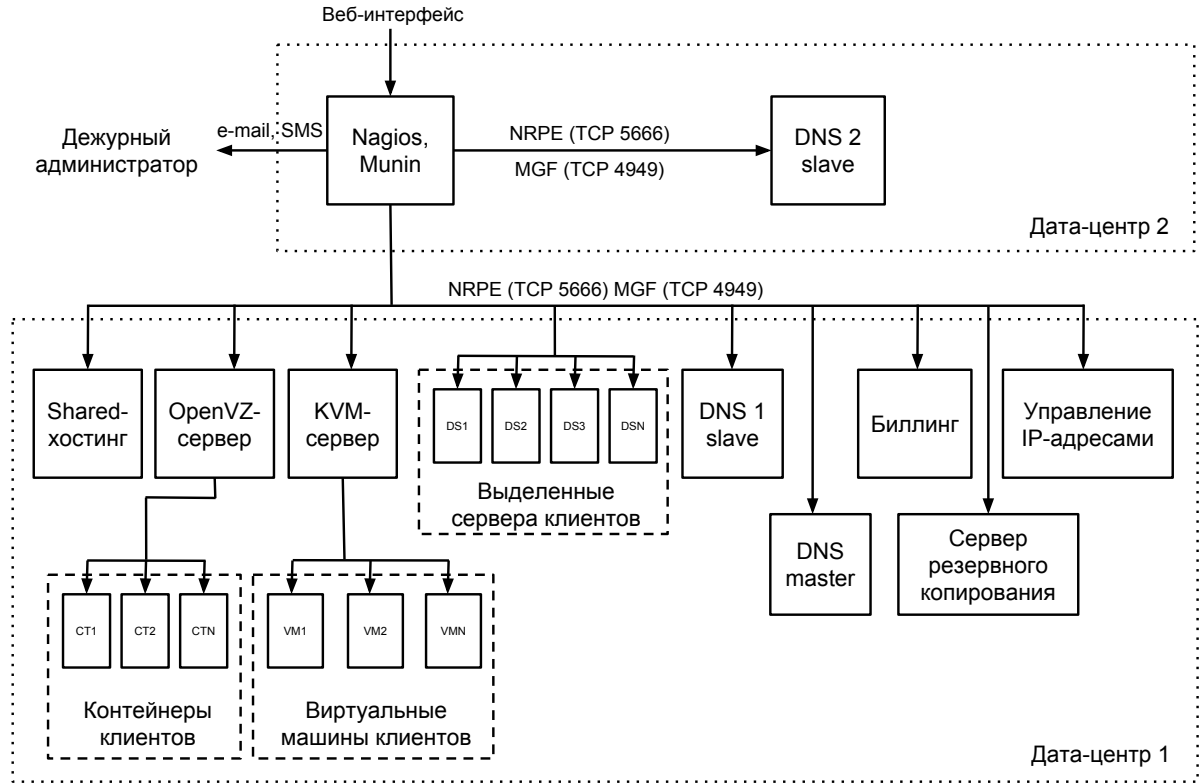 Веб-интерфейс
Дежурный
администратор
e-mail, SMS
Nagios,
Munin
NRPE (TCP 5666)
MGF (TCP 4949)
DNS 2
slave
Дата-центр 2
NRPE (TCP 5666) MGF (TCP 4949)
Shared-
хостинг
OpenVZ-
сервер
KVM-
сервер
DS1
DS2
DS3
DSN
Выделенные
сервера клиентов
DNS 1
slave
Биллинг
Управление
IP-адресами
DNS
master
Сервер
резервного
копирования
CT1
CT2
CTN
Контейнеры
клиентов
VM1
VM2
VMN
Виртуальные
машины клиентов
Дата-центр 1